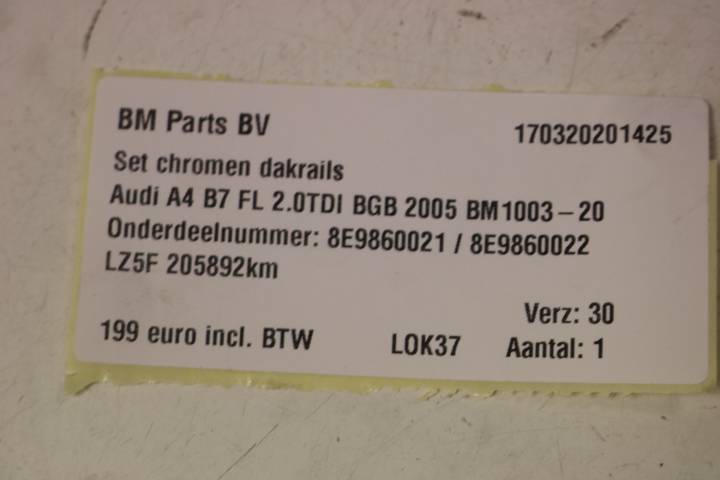 BM Parts BV 170320201425
Set chromen dakrails
Audi A4 B7 FL 2.0TDI BGB 2005 BM1003-20
Onderdeelnummer: 8E9860021 / 8E9860022
LZ5F 205892km
Verz: 30
199 euro incl. BTW LOK37 Aantal: 1